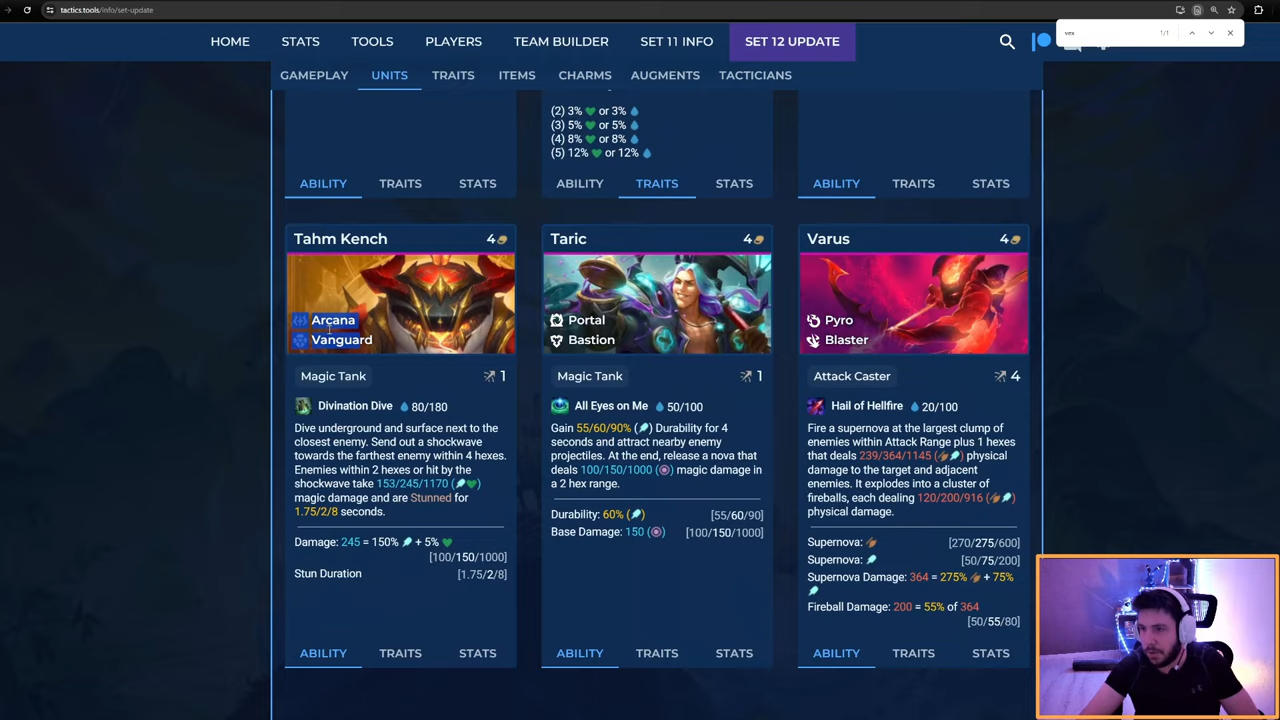 tactics.tools/info/set-update
vex
1/1
HOME STATS TOOLS PLAYERS TEAM BUILDER SET 11 INFO SET 12 UPDATE
GAMEPLAY UNITS TRAITS ITEMS CHARMS AUGMENTS TACTICIANS
(2) 3% or 3%
(3) 5% or 5%
(4) 8% or 8%
(5) 12% or 12%
ABILITY TRAITS STATS
ABILITY TRAITS STATS
ABILITY TRAITS STATS
Tahm Kench 4
Arcana
Vanguard
Magic Tank 1
Divination Dive 80/180
Dive underground and surface next to the
closest enemy. Send out a shockwave
towards the farthest enemy within 4 hexes.
Enemies within 2 hexes or hit by the
shockwave take 153/245/1170 ( )
magic damage and are Stunned for
1.75/2/8 seconds.
Damage: 245 = 150% + 5%
[100/150/1000]
Stun Duration [1.75/2/8]
ABILITY TRAITS STATS
Taric 4
Portal
Bastion
Magic Tank 1
All Eyes on Me 50/100
Gain 55/60/90% ( ) Durability for 4
seconds and attract nearby enemy
projectiles. At the end, release a nova that
deals 100/150/1000 ( ) magic damage in
a 2 hex range.
Durability: 60% ( ) [55/60/90]
Base Damage: 150 ( ) [100/150/1000]
ABILITY TRAITS STATS
Varus 4
Pyro
Blaster
Attack Caster 4
Hail of Hellfire 20/100
Fire a supernova at the largest clump of
enemies within Attack Range plus 1 hexes
that deals 239/364/1145 ( ) physical
damage to the target and adjacent
enemies. It explodes into a cluster of
fireballs, each dealing 120/200/916 ( )
physical damage.
Supernova: [270/275/600]
Supernova: [50/75/200]
Supernova Damage: 364 = 275% + 75%
Fireball Damage: 200 = 55% of 364
[50/55/80]
ABILITY TRAITS STATS